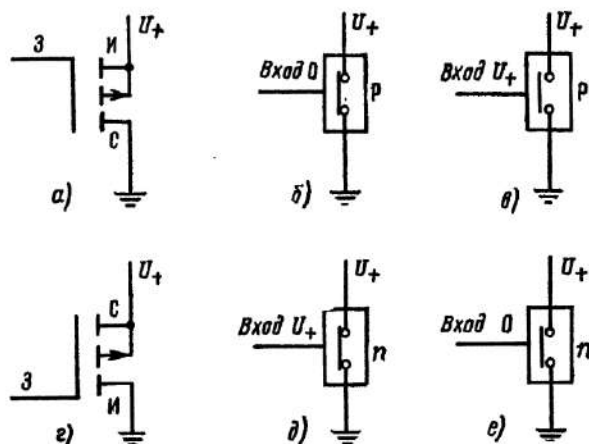 U+
З
И
С
а)
U+
Вход 0
р
б)
U+
Вход U+
р
в)
U+
С
З
И
г)
U+
Вход U+
n
д)
U+
Вход 0
n
е)